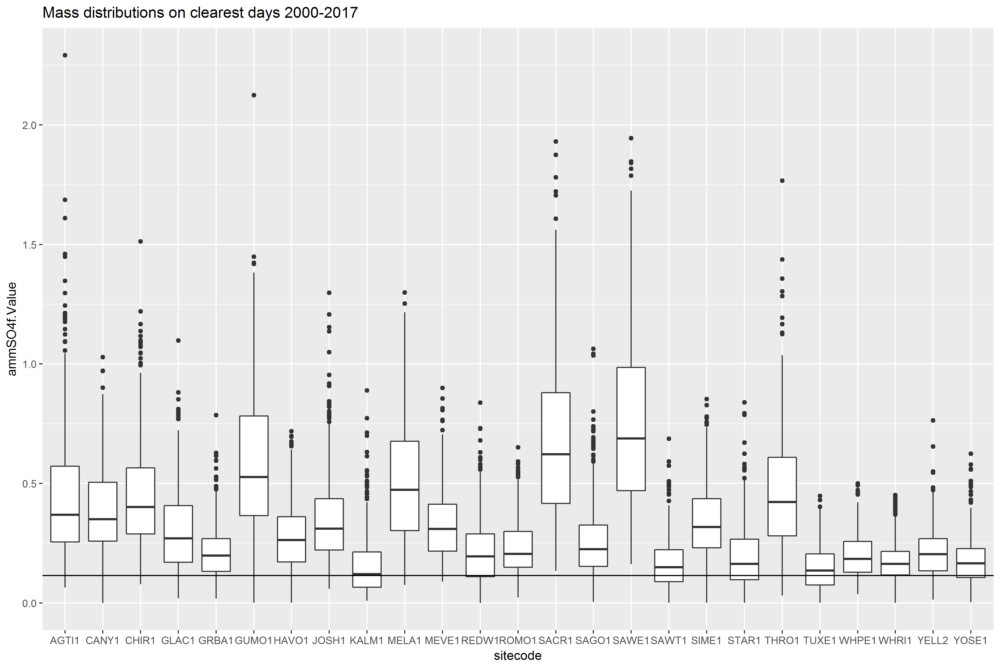 Mass distributions on clearest days 2000-2017
ammSO4f.Value
2.0
1.5
1.0
0.5
0.0
AGTI1 CANY1 CHIR1 GLAC1 GRBA1 GUMO1 HAVO1 JOSH1 KALM1 MELA1 MEVE1 REDW1 ROMO1 SACR1 SAGO1 SAWE1 SAWT1 SIME1 STAR1 THRO1 TUXE1 WHPE1 WHRI1 YELL2 YOSE1
sitecode